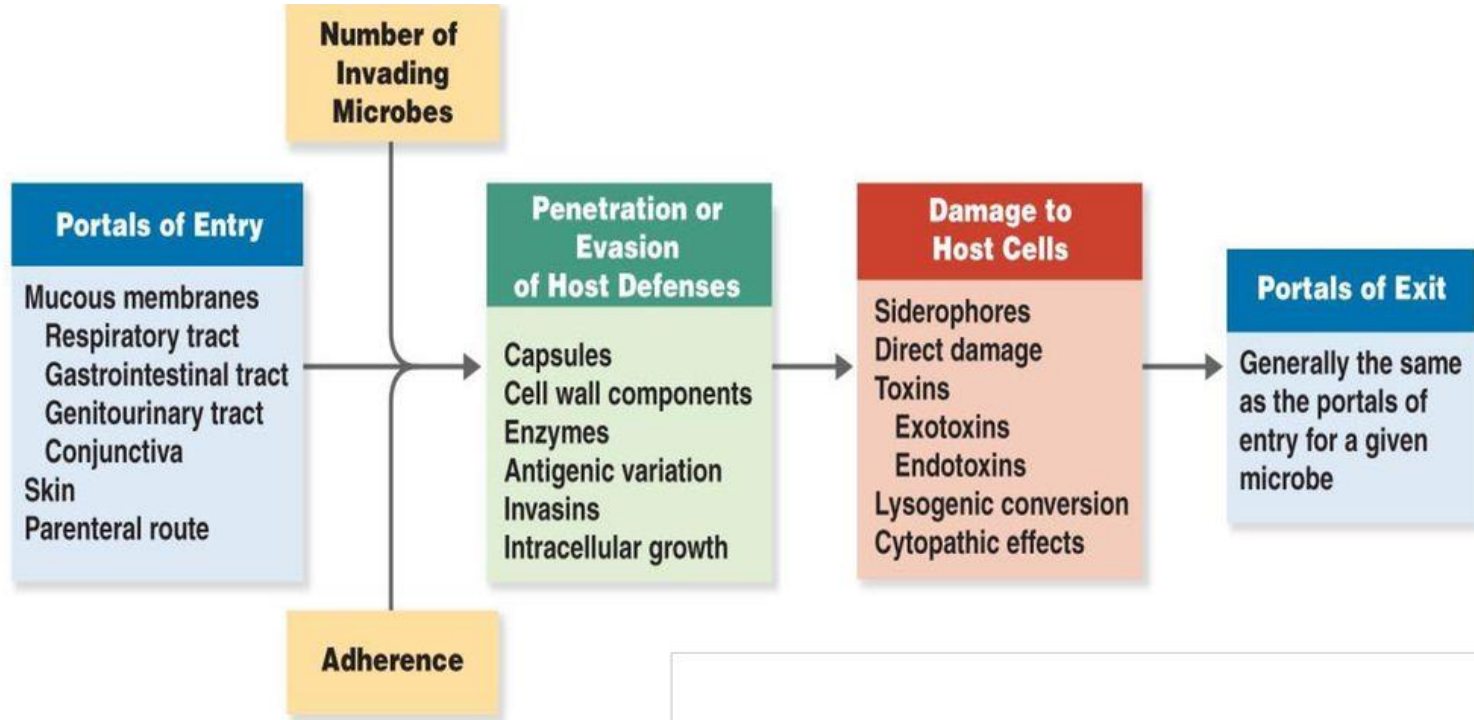 Number of
Invading
Microbes
Portals of Entry
Mucous membranes
Respiratory tract
Gastrointestinal tract
Genitourinary tract
Conjunctiva
Skin
Parenteral route
Adherence
Penetration or
Evasion
of Host Defenses
Capsules
Cell wall components
Enzymes
Antigenic variation
Invasins
Intracellular growth
Damage to
Host Cells
Siderophores
Direct damage
Toxins
Exotoxins
Endotoxins
Lysogenic conversion
Cytopathic effects
Portals of Exit
Generally the same
as the portals of
entry for a given
microbe